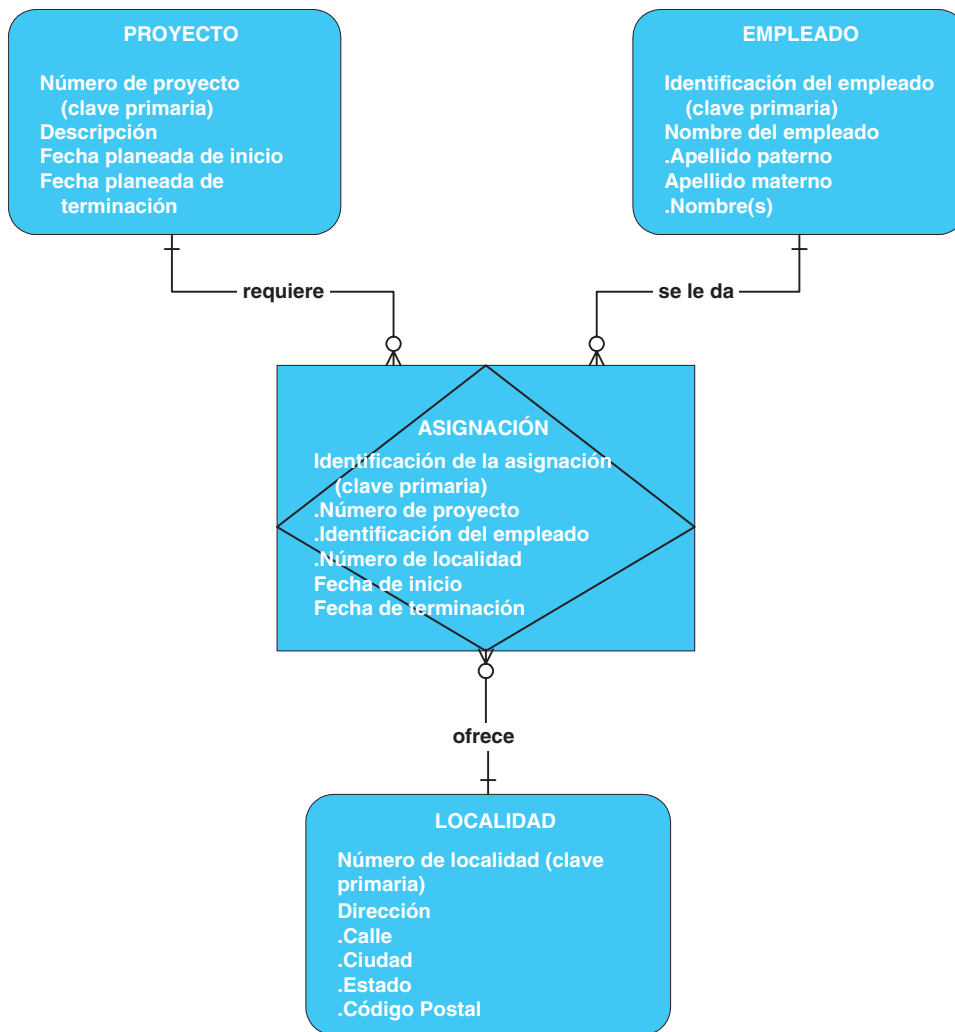 PROYECTO
Número de proyecto
(clave primaria)
Descripción
Fecha planeada de inicio
Fecha planeada de
terminación
EMPLEADO
Identificación del empleado
(clave primaria)
Nombre del empleado
.Apellido paterno
Apellido materno
.Nombre(s)
requiere
se le da
ASIGNACIÓN
Identificación de la asignación
(clave primaria)
.Número de proyecto
.Identificación del empleado
.Número de localidad
Fecha de inicio
Fecha de terminación
ofrece
LOCALIDAD
Número de localidad (clave
primaria)
Dirección
.Calle
.Ciudad
.Estado
.Código Postal